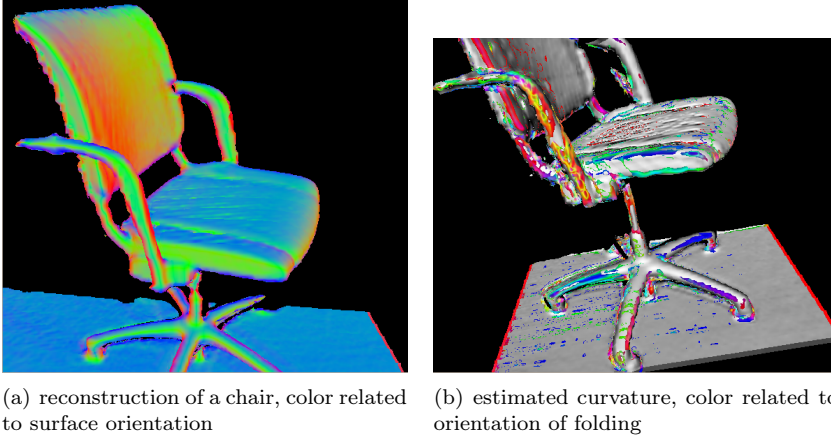 (a) reconstruction of a chair, color related
to surface orientation
(b) estimated curvature, color related to
orientation of folding